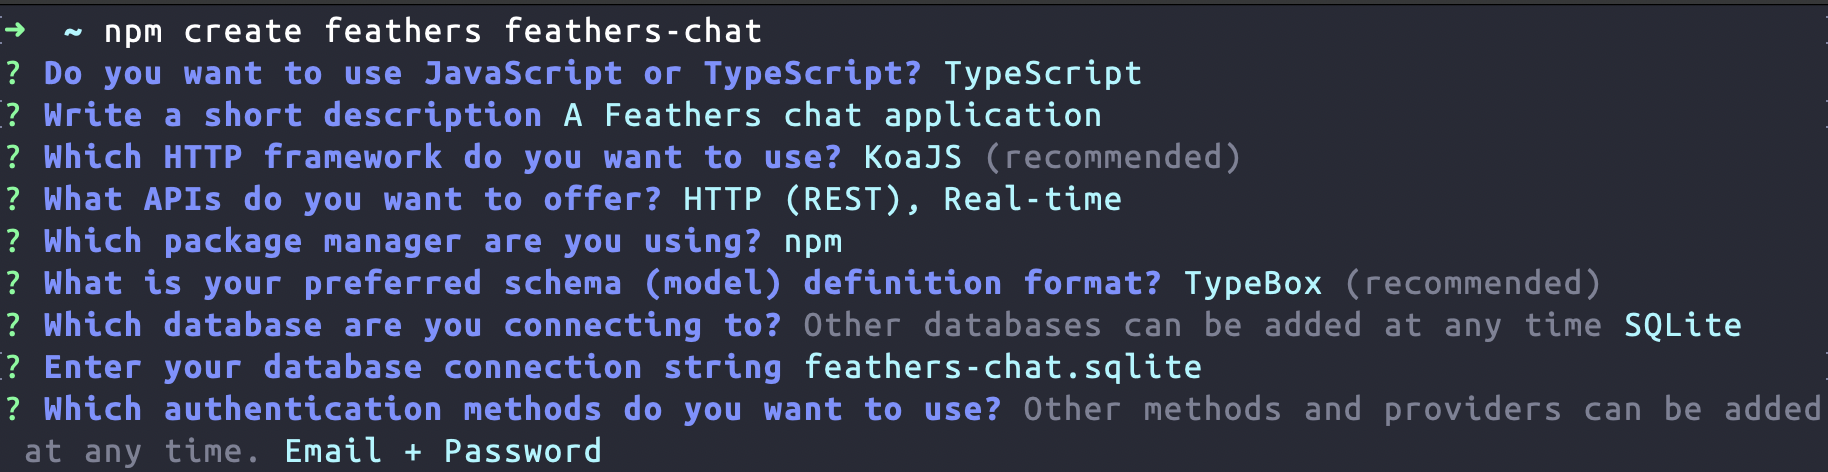 ➜ ~ npm create feathers feathers-chat
? Do you want to use JavaScript or TypeScript? TypeScript
? Write a short description A Feathers chat application
? Which HTTP framework do you want to use? KoaJS (recommended)
? What APIs do you want to offer? HTTP (REST), Real-time
? Which package manager are you using? npm
? What is your preferred schema (model) definition format? TypeBox (recommended)
? Which database are you connecting to? Other databases can be added at any time SQLite
? Enter your database connection string feathers-chat.sqlite
? Which authentication methods do you want to use? Other methods and providers can be added
at any time. Email + Password